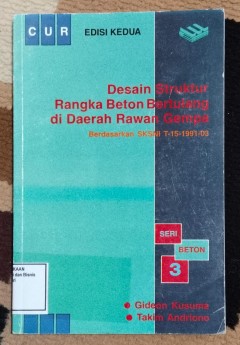 CUR
EDISI KEDUA
Desain Struktur
Rangka Beton Bertulang
di Daerah Rawan Gempa
Berdasarkan SKSNI T-15-1991-03
SERI
BETON
3
Gideon Kusuma
Takim Andriono